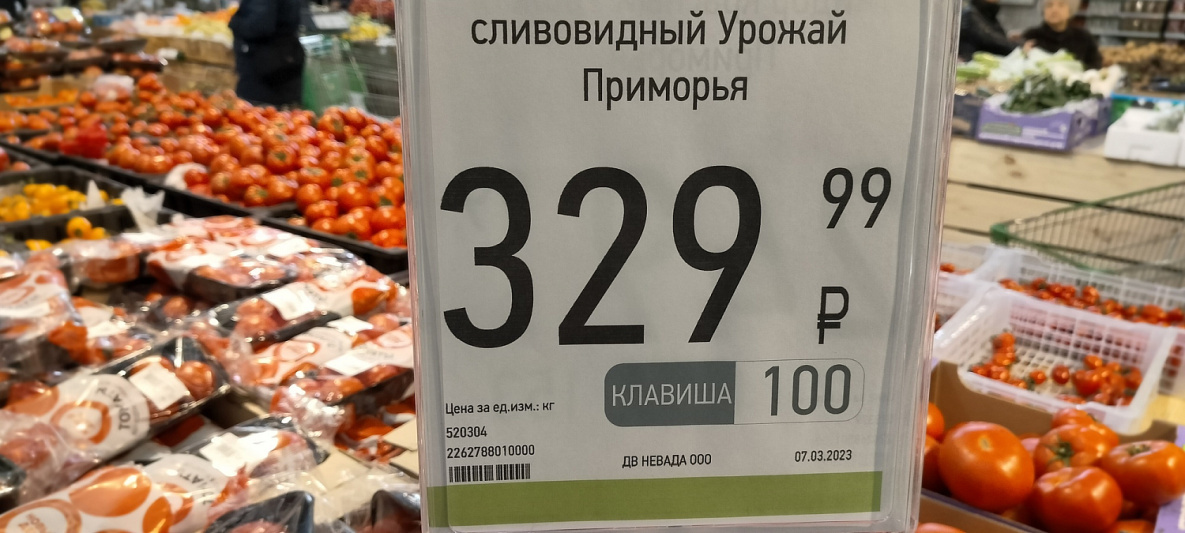 сливовидный Урожай
Приморья
329 99
₽
КЛАВИША 100
Цена за ед.изм.: кг
520304
2262788010000
ДВ НЕВАДА ООО
07.03.2023